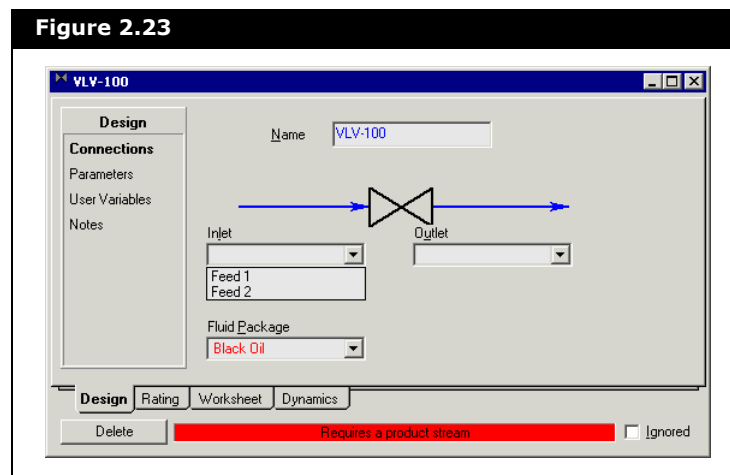 Figure 2.23
VLV-100
Design
Connections
Parameters
User Variables
Notes
Name VLV-100
Inlet Outlet
Feed 1
Feed 2
Fluid Package
Black Oil
Design Rating Worksheet Dynamics
Delete Requires a product stream Ignored